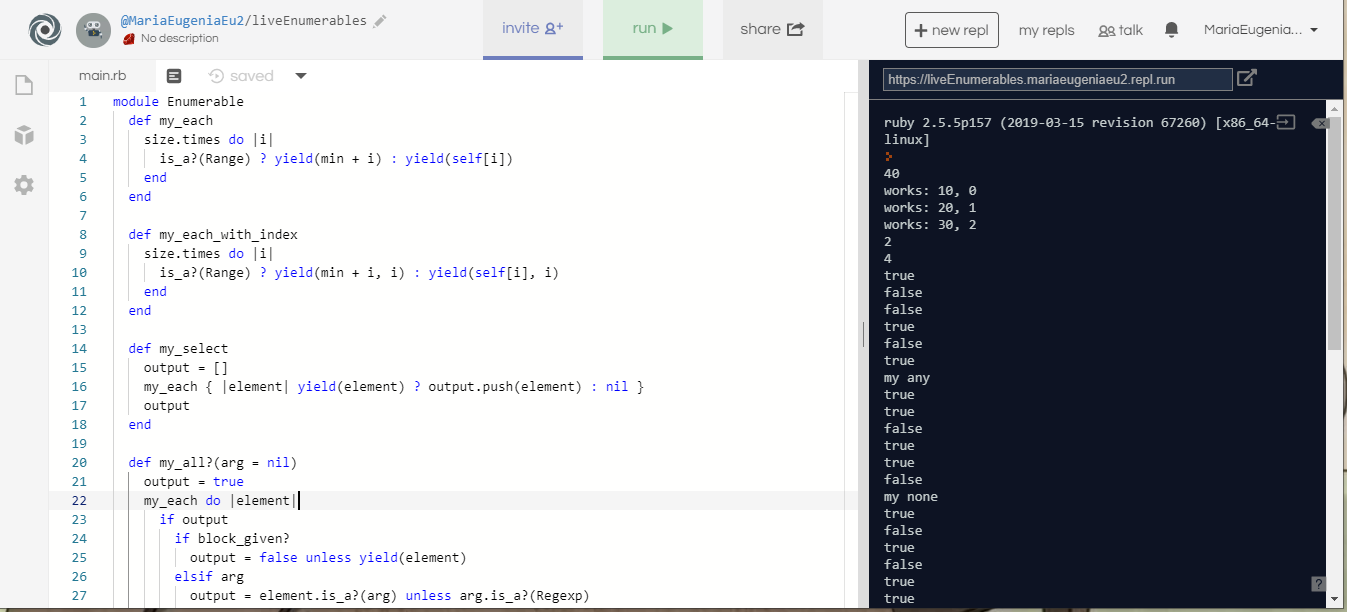 @MariaEugeniaEu2/liveEnumerables
No description
invite
run
share
+ new repl
my repls
talk
MariaEugenia...
main.rb
saved
https://liveEnumerables.mariaeugeniaeu2.repl.run
1 module Enumerable
2 def my_each
3 size.times do |i|
4 is_a?(Range) ? yield(min + i) : yield(self[i])
5 end
6 end
7
8 def my_each_with_index
9 size.times do |i|
10 is_a?(Range) ? yield(min + i, i) : yield(self[i], i)
11 end
12 end
13
14 def my_select
15 output = []
16 my_each { |element| yield(element) ? output.push(element) : nil }
17 output
18 end
19
20 def my_all?(arg = nil)
21 output = true
22 my_each do |element|
23 if output
24 if block_given?
25 output = false unless yield(element)
26 elsif arg
27 output = element.is_a?(arg) unless arg.is_a?(Regexp)
ruby 2.5.5p157 (2019-03-15 revision 67260) [x86_64-
linux]
40
works: 10, 0
works: 20, 1
works: 30, 2
2
4
true
false
false
true
false
true
my any
true
true
false
true
true
false
my none
true
false
true
false
true
true
?